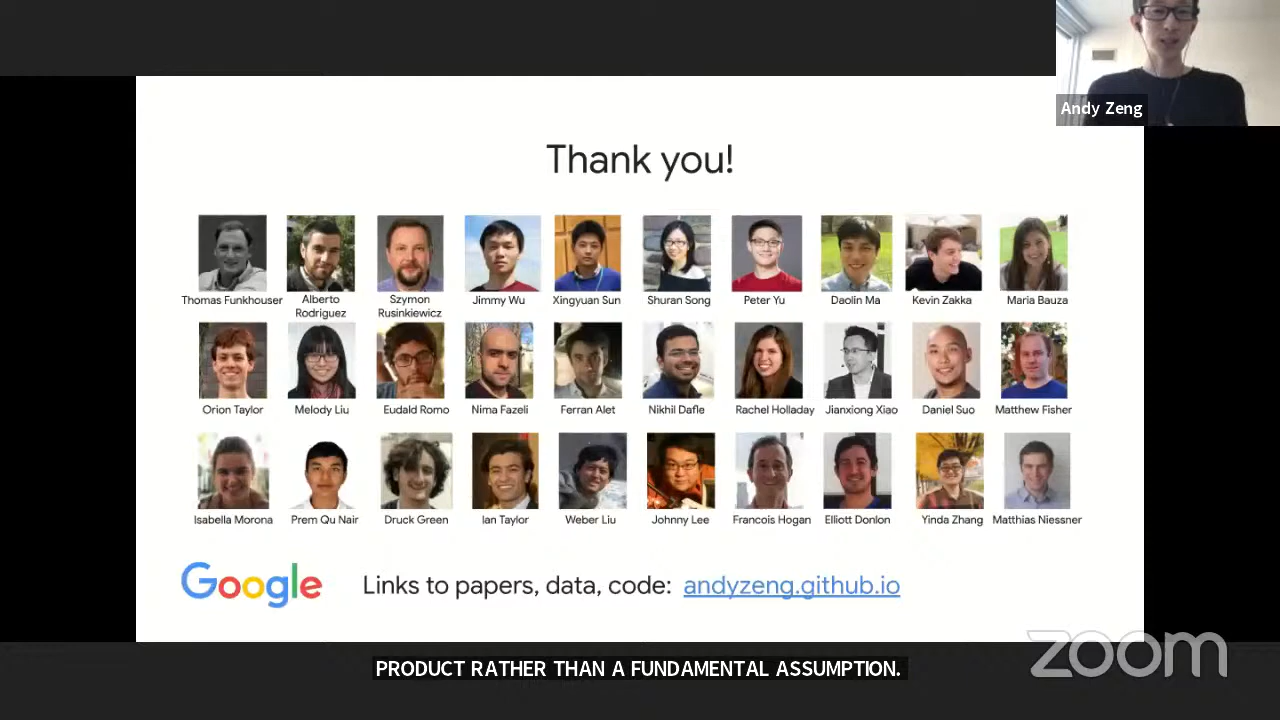 Andy Zeng
Thank you!
Thomas Funkhouser
Alberto
Rodriguez
Szymon
Rusinkiewicz
Jimmy Wu
Xingyuan Sun
Shuran Song
Peter Yu
Daolin Ma
Kevin Zakka
Maria Bauza
Orion Taylor
Melody Liu
Eudald Romo
Nima Fazeli
Ferran Alet
Nikhil Dafle
Rachel Holladay
Jianxiong Xiao
Daniel Suo
Matthew Fisher
Isabella Morona
Prem Qu Nair
Druck Green
Ian Taylor
Weber Liu
Johnny Lee
Francois Hogan
Elliott Donlon
Yinda Zhang
Matthias Niessner
Google
Links to papers, data, code: andyzeng.github.io
zoom
PRODUCT RATHER THAN A FUNDAMENTAL ASSUMPTION.